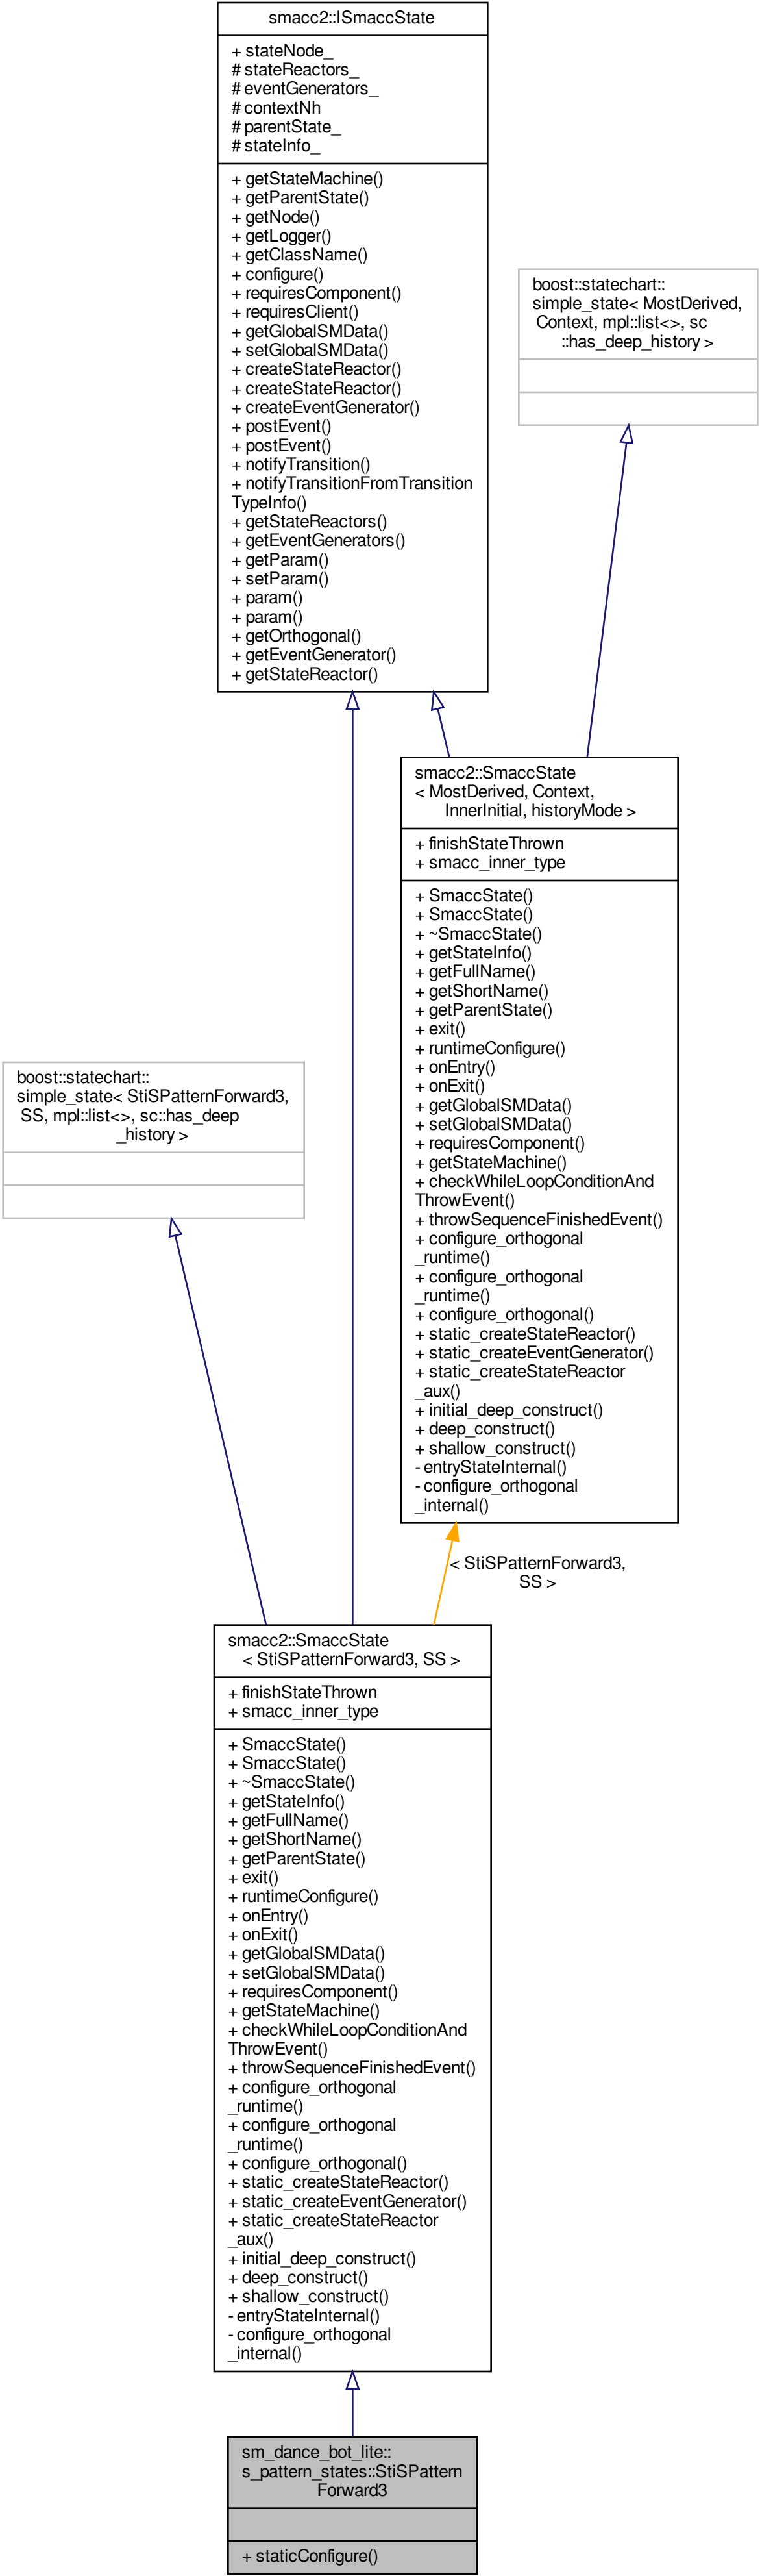 smacc2::ISmaccState
+ stateNode_
# stateReactors_
# eventGenerators_
# contextNh
# parentState_
# stateInfo_
+ getStateMachine()
+ getParentState()
+ getNode()
+ getLogger()
+ getClassName()
+ configure()
+ requiresComponent()
+ requiresClient()
+ getGlobalSMData()
+ setGlobalSMData()
+ createStateReactor()
+ createStateReactor()
+ createEventGenerator()
+ postEvent()
+ postEvent()
+ notifyTransition()
+ notifyTransitionFromTransition
TypeInfo()
+ getStateReactors()
+ getEventGenerators()
+ getParam()
+ setParam()
+ param()
+ param()
+ getOrthogonal()
+ getEventGenerator()
+ getStateReactor()
boost::statechart::
simple_state< MostDerived,
Context, mpl::list<>, sc
::has_deep_history >
smacc2::SmaccState
< MostDerived, Context,
InnerInitial, historyMode >
+ finishStateThrown
+ smacc_inner_type
+ SmaccState()
+ SmaccState()
+ ~SmaccState()
+ getStateInfo()
+ getFullName()
+ getShortName()
+ getParentState()
+ exit()
+ runtimeConfigure()
+ onEntry()
+ onExit()
+ getGlobalSMData()
+ setGlobalSMData()
+ requiresComponent()
+ getStateMachine()
+ checkWhileLoopConditionAnd
ThrowEvent()
+ throwSequenceFinishedEvent()
+ configure_orthogonal
_runtime()
+ configure_orthogonal
_runtime()
+ configure_orthogonal()
+ static_createStateReactor()
+ static_createEventGenerator()
+ static_createStateReactor
_aux()
+ initial_deep_construct()
+ deep_construct()
+ shallow_construct()
- entryStateInternal()
- configure_orthogonal
_internal()
boost::statechart::
simple_state< StiSPatternForward3,
SS, mpl::list<>, sc::has_deep
_history >
< StiSPatternForward3,
SS >
smacc2::SmaccState
< StiSPatternForward3, SS >
+ finishStateThrown
+ smacc_inner_type
+ SmaccState()
+ SmaccState()
+ ~SmaccState()
+ getStateInfo()
+ getFullName()
+ getShortName()
+ getParentState()
+ exit()
+ runtimeConfigure()
+ onEntry()
+ onExit()
+ getGlobalSMData()
+ setGlobalSMData()
+ requiresComponent()
+ getStateMachine()
+ checkWhileLoopConditionAnd
ThrowEvent()
+ throwSequenceFinishedEvent()
+ configure_orthogonal
_runtime()
+ configure_orthogonal
_runtime()
+ configure_orthogonal()
+ static_createStateReactor()
+ static_createEventGenerator()
+ static_createStateReactor
_aux()
+ initial_deep_construct()
+ deep_construct()
+ shallow_construct()
- entryStateInternal()
- configure_orthogonal
_internal()
sm_dance_bot_lite::
s_pattern_states::StiSPattern
Forward3
+ staticConfigure()